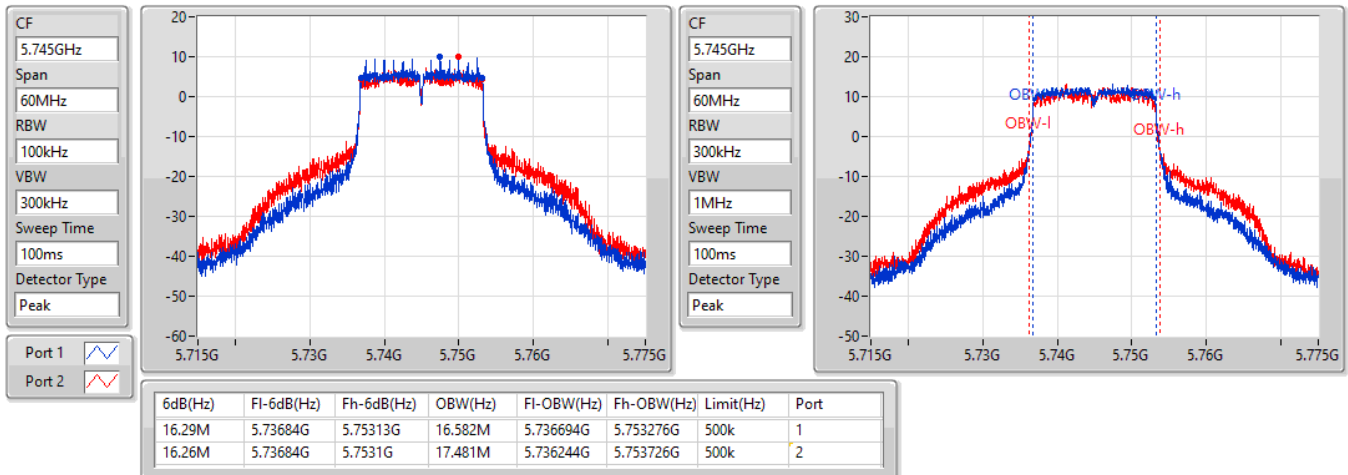 CF
5.745GHz
Span
60MHz
RBW
100kHz
VBW
300kHz
Sweep Time
100ms
Detector Type
Peak
Port 1
Port 2
20
10
0
-10
-20
-30
-40
-50
-60
5.715G 5.73G 5.74G 5.75G 5.76G 5.775G
CF
5.745GHz
Span
60MHz
RBW
300kHz
VBW
1MHz
Sweep Time
100ms
Detector Type
Peak
30
20
10
0
-10
-20
-30
-40
-50
OBW-l
OBW-h
5.715G 5.73G 5.74G 5.75G 5.76G 5.775G
6dB(Hz) Fl-6dB(Hz) Fh-6dB(Hz) OBW(Hz) Fl-OBW(Hz) Fh-OBW(Hz) Limit(Hz) Port
16.29M 5.73684G 5.75313G 16.582M 5.736694G 5.753276G 500k 1
16.26M 5.73684G 5.7531G 17.481M 5.736244G 5.753726G 500k 2